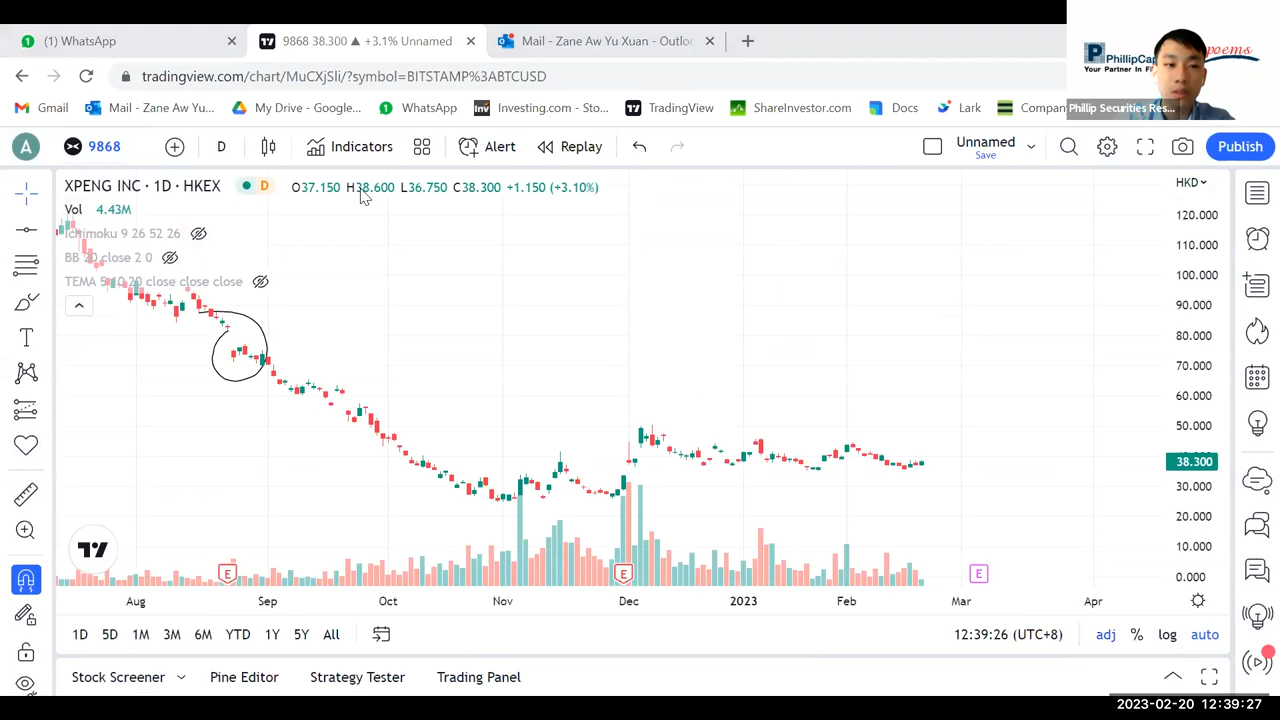 (1) WhatsApp
9868 38.300 ▲ +3.1% Unnamed
Mail - Zane Aw Yu Xuan - Outlo
PhillipCap
Your Partner In Fi
poems
tradingview.com/chart/MuCXjSli/?symbol=BITSTAMP%3ABTCUSD
Gmail
Mail - Zane Aw Yu...
My Drive - Google...
WhatsApp
Investing.com - Sto...
TradingView
ShareInvestor.com
Docs
Lark
Compan
Phillip Securities Res...
A
9868
D
Indicators
Alert
Replay
Unnamed
Save
Publish
XPENG INC · 1D · HKEX
D
O37.150 H38.600 L36.750 C38.300 +1.150 (+3.10%)
HKD
Vol 4.43M
Ichimoku 9 26 52 26
BB 20 close 2 0
TEMA 5 10 20 close close close
120.000
110.000
100.000
90.000
80.000
70.000
60.000
50.000
38.300
30.000
20.000
10.000
0.000
E
E
E
Aug
Sep
Oct
Nov
Dec
2023
Feb
Mar
Apr
1D 5D 1M 3M 6M YTD 1Y 5Y All
12:39:26 (UTC+8)
adj % log auto
Stock Screener
Pine Editor
Strategy Tester
Trading Panel
2023-02-20 12:39:27